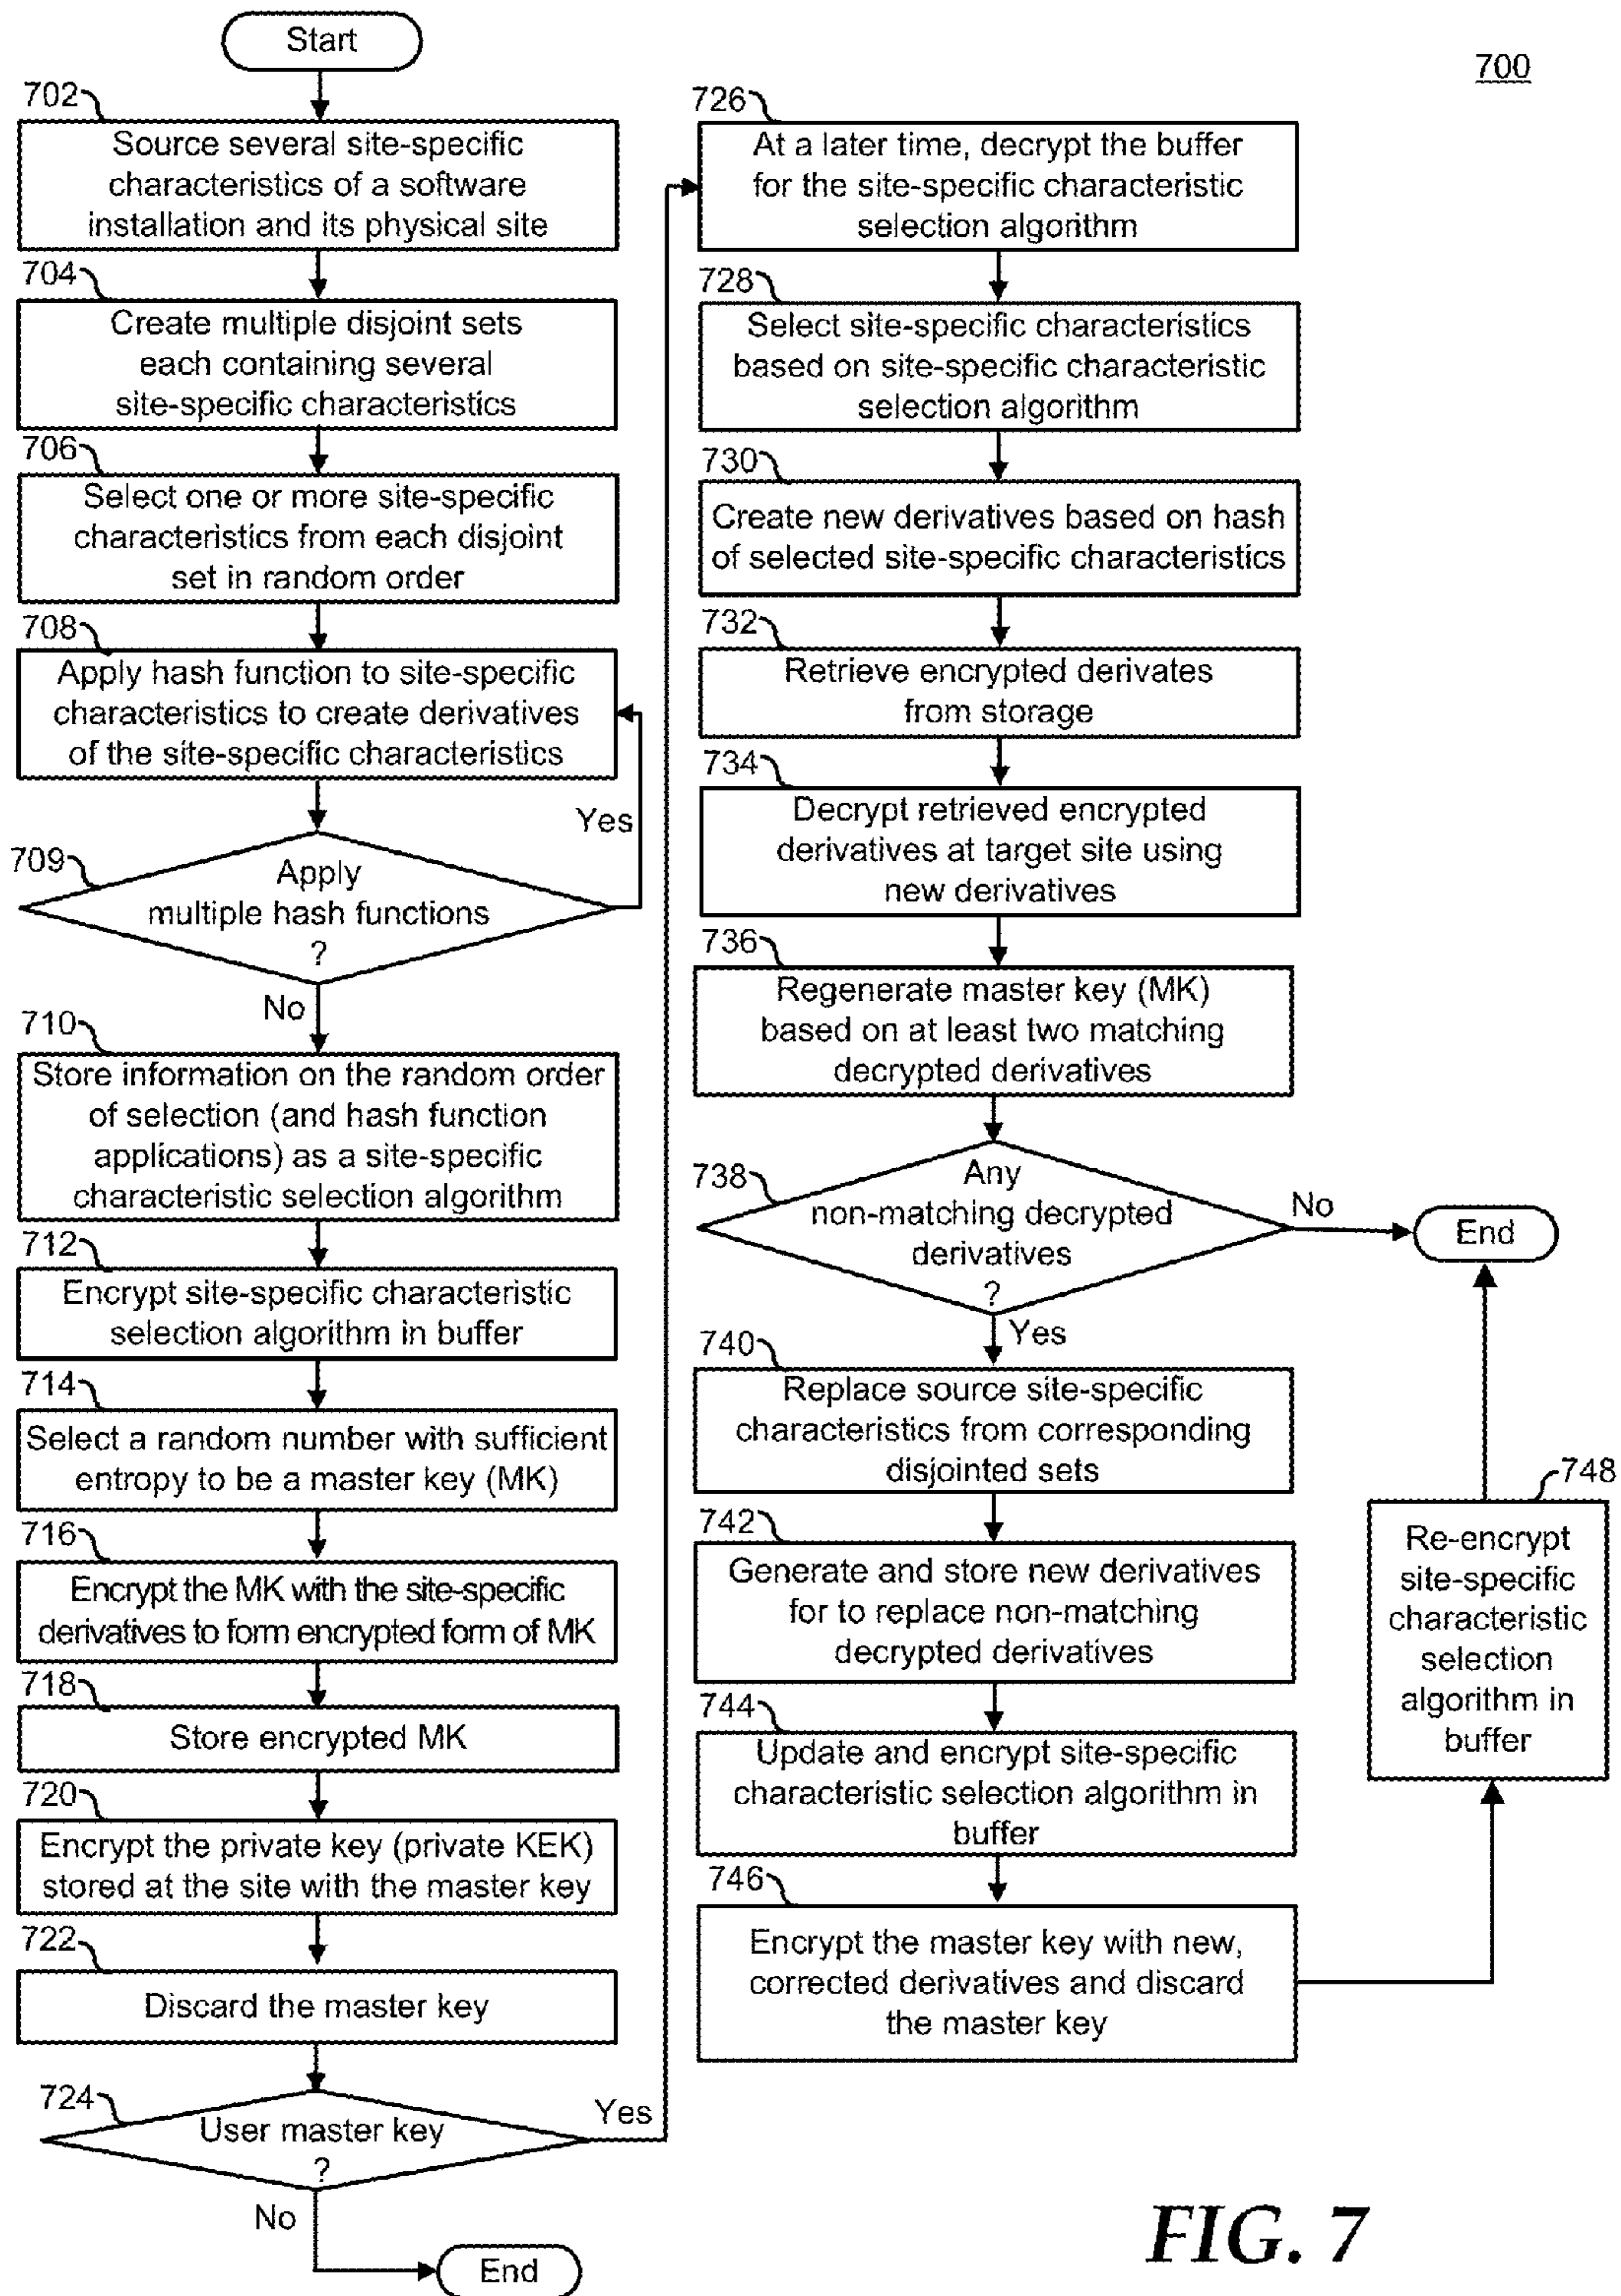 Start
700
702
Source several site-specific
characteristics of a software
installation and its physical site
704
Create multiple disjoint sets
each containing several
site-specific characteristics
706
Select one or more site-specific
characteristics from each disjoint
set in random order
708
Apply hash function to site-specific
characteristics to create derivatives
of the site-specific characteristics
Yes
709
Apply
multiple hash functions
?
No
710
Store information on the random order
of selection (and hash function
applications) as a site-specific
characteristic selection algorithm
712
Encrypt site-specific characteristic
selection algorithm in buffer
714
Select a random number with sufficient
entropy to be a master key (MK)
716
Encrypt the MK with the site-specific
derivatives to form encrypted form of MK
718
Store encrypted MK
720
Encrypt the private key (private KEK)
stored at the site with the master key
722
Discard the master key
724
User master key
?
Yes
No
End
726
At a later time, decrypt the buffer
for the site-specific characteristic
selection algorithm
728
Select site-specific characteristics
based on site-specific characteristic
selection algorithm
730
Create new derivatives based on hash
of selected site-specific characteristics
732
Retrieve encrypted derivates
from storage
734
Decrypt retrieved encrypted
derivatives at target site using
new derivatives
736
Regenerate master key (MK)
based on at least two matching
decrypted derivatives
738
Any
non-matching decrypted
derivatives
?
No
End
Yes
740
Replace source site-specific
characteristics from corresponding
disjointed sets
742
Generate and store new derivatives
for to replace non-matching
decrypted derivatives
744
Update and encrypt site-specific
characteristic selection algorithm in
buffer
746
Encrypt the master key with new,
corrected derivatives and discard
the master key
748
Re-encrypt
site-specific
characteristic
selection
algorithm in
buffer
FIG. 7